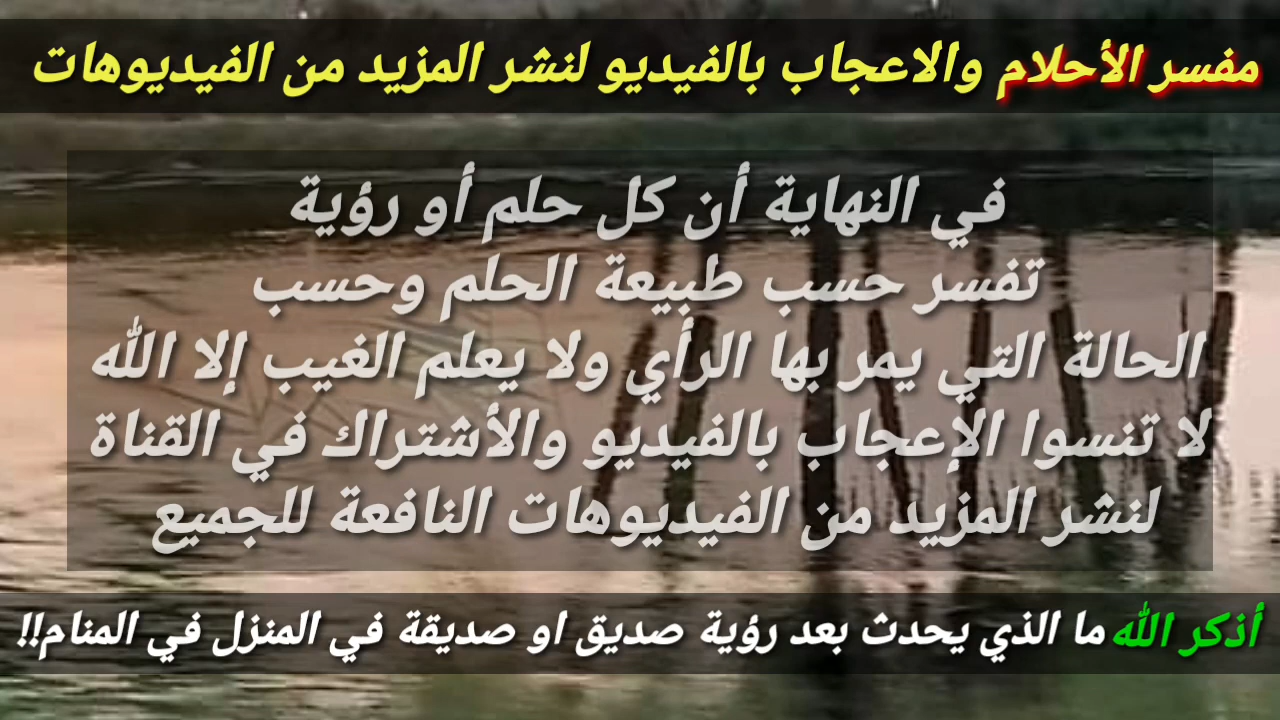 مفسر الأحلام والاعجاب بالفيديو لنشر المزيد من الفيديوهات
في النهاية أن كل حلم أو رؤية
تفسر حسب طبيعة الحلم وحسب
الحالة التي يمر بها الرأي ولا يعلم الغيب إلا الله
لا تنسوا الإعجاب بالفيديو والأشتراك في القناة
لنشر المزيد من الفيديوهات النافعة للجميع
أذكر الله ما الذي يحدث بعد رؤية صديق او صديقة في المنزل في المنام!!